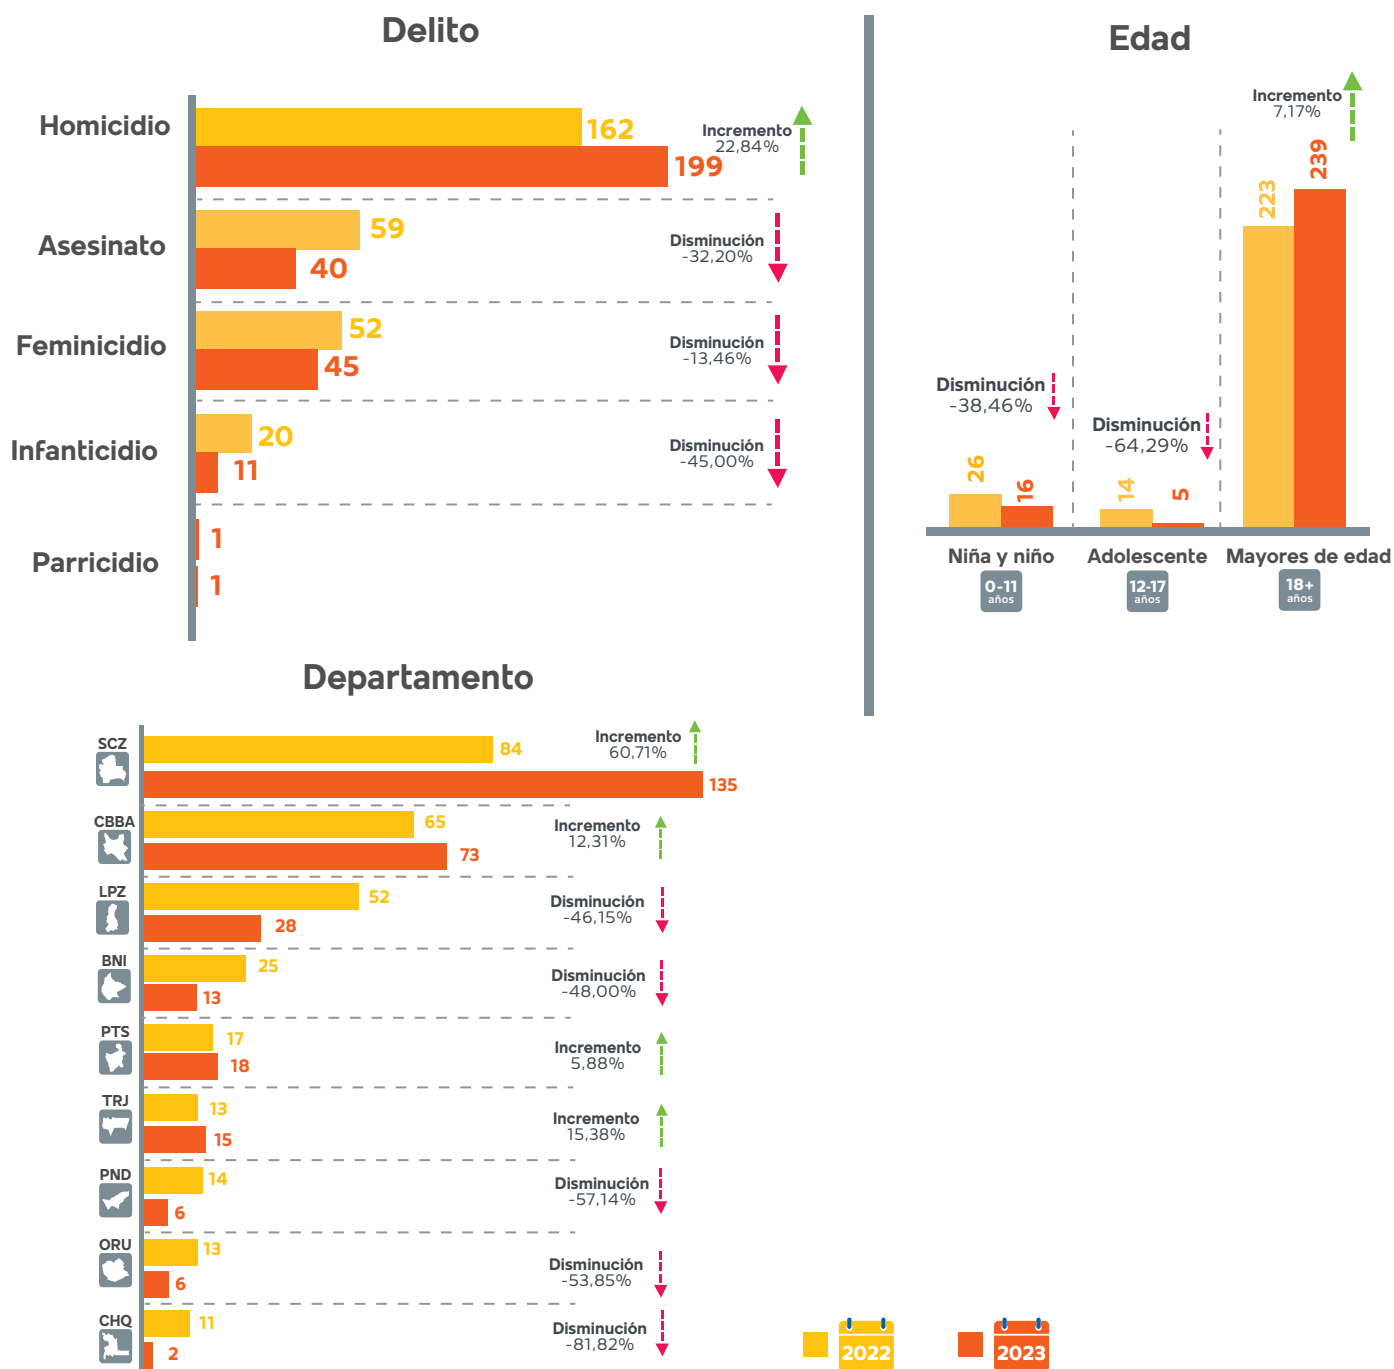 Delito
Homicidio
162
199
Incremento
22,84%
Asesinato
59
40
Disminución
-32,20%
Feminicidio
52
45
Disminución
-13,46%
Infanticidio
20
11
Disminución
-45,00%
Parricidio
1
1
Edad
Disminución
-38,46%
26
16
Niña y niño
0-11
años
Disminución
-64,29%
14
5
Adolescente
12-17
años
Incremento
7,17%
223
239
Mayores de edad
18+
años
Departamento
SCZ
84
135
Incremento
60,71%
CBBA
65
73
Incremento
12,31%
LPZ
52
28
Disminución
-46,15%
BNI
25
13
Disminución
-48,00%
PTS
17
18
Incremento
5,88%
TRJ
13
15
Incremento
15,38%
PND
14
6
Disminución
-57,14%
ORU
13
6
Disminución
-53,85%
CHQ
11
2
Disminución
-81,82%
2022
2023